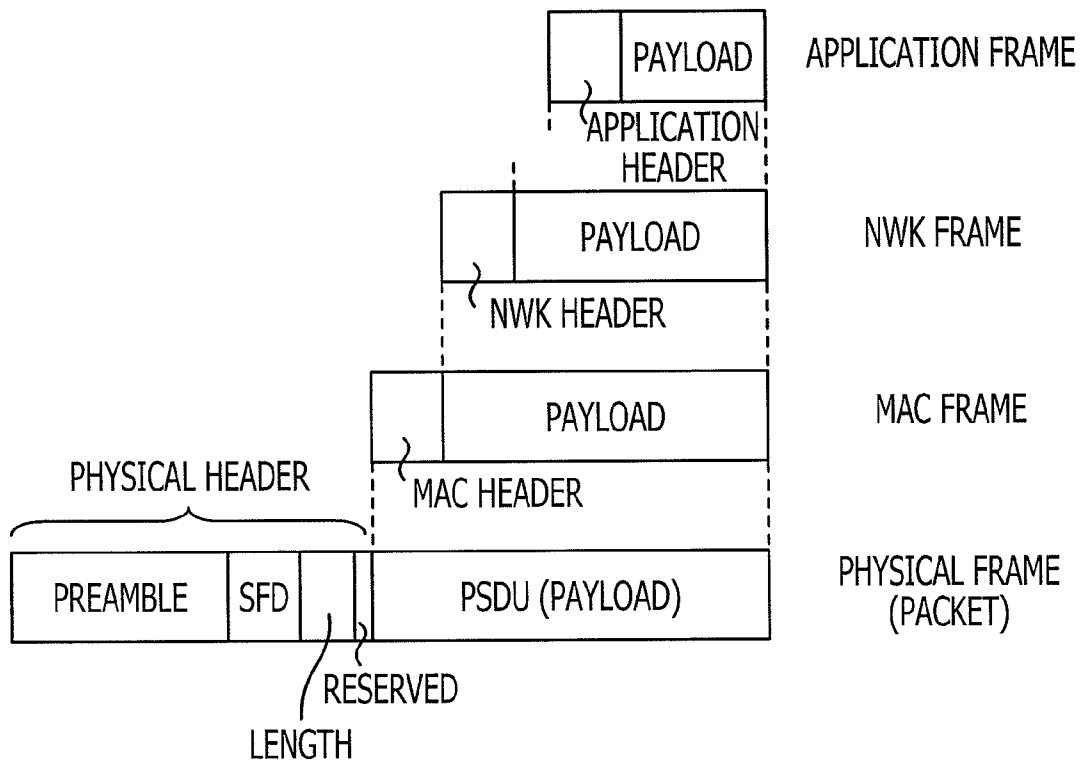 PAYLOAD
APPLICATION FRAME
APPLICATION
HEADER
PAYLOAD
NWK FRAME
NWK HEADER
PAYLOAD
MAC FRAME
MAC HEADER
PHYSICAL HEADER
PREAMBLE
SFD
PSDU (PAYLOAD)
PHYSICAL FRAME
(PACKET)
RESERVED
LENGTH